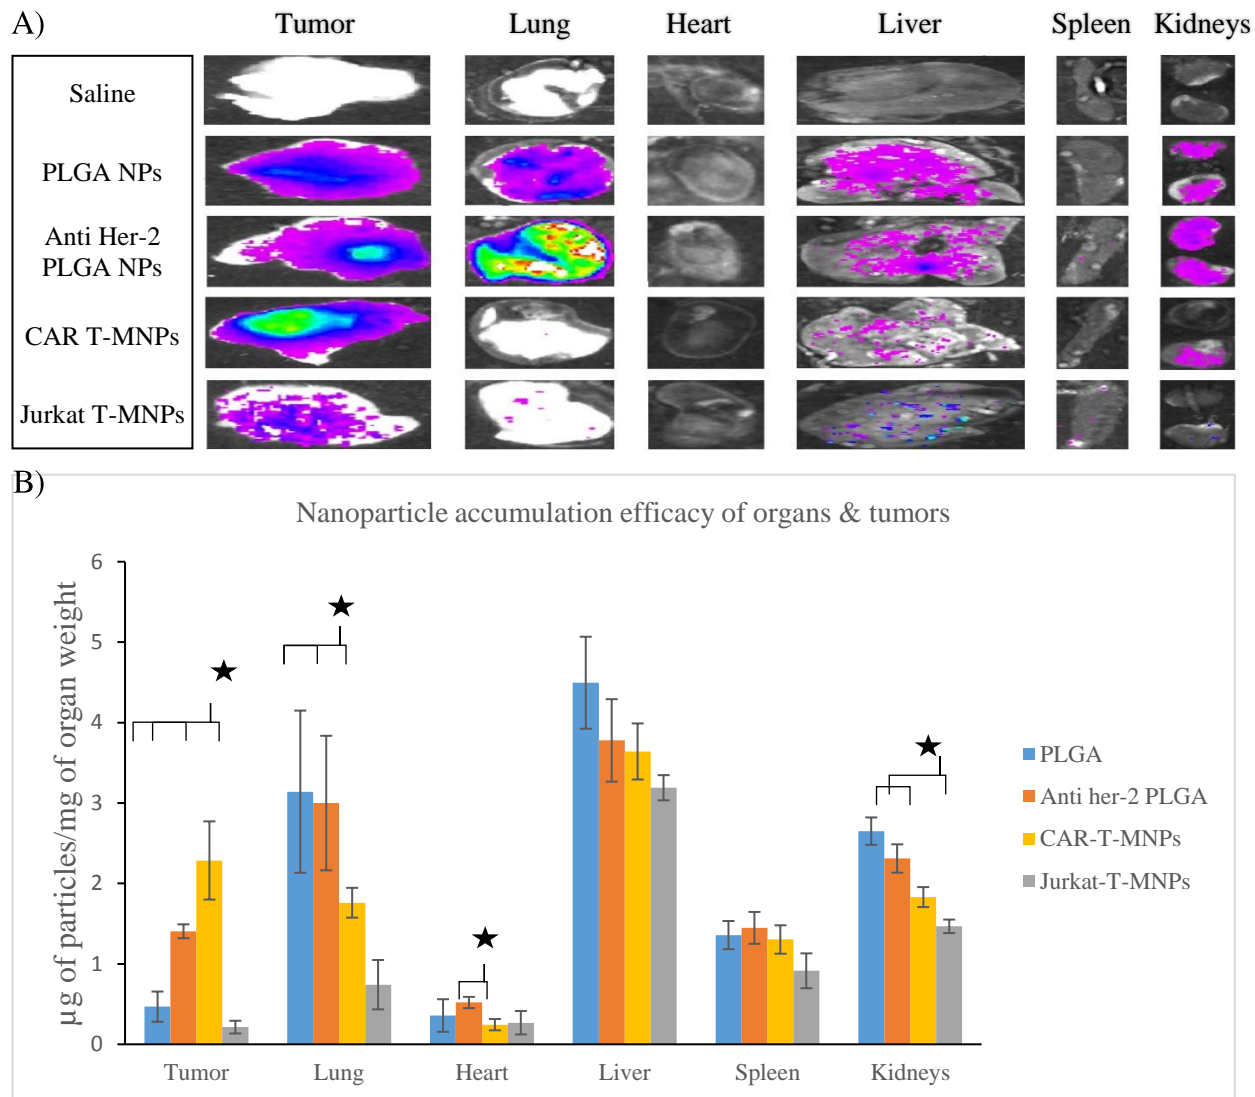 A)
Tumor Lung Heart Liver Spleen Kidneys
Saline
PLGA NPs
Anti Her-2
PLGA NPs
CAR T-MNPs
Jurkat T-MNPs
B)
Nanoparticle accumulation efficacy of organs & tumors
µg of particles/mg of organ weight
6
5
4
3
2
1
0
Tumor Lung Heart Liver Spleen Kidneys
PLGA
Anti her-2 PLGA
CAR-T-MNPs
Jurkat-T-MNPs